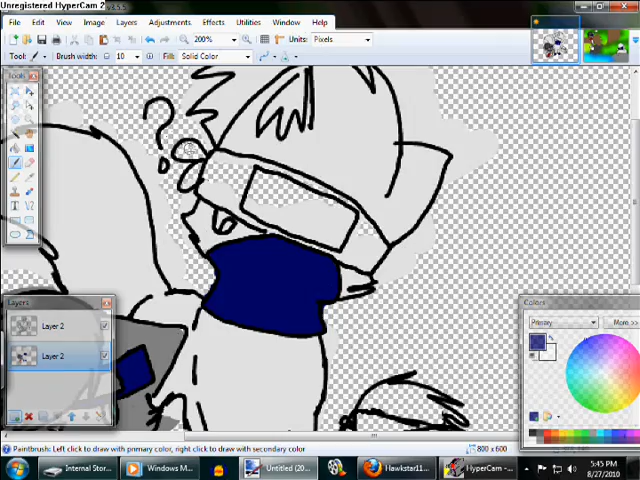 Unregistered HyperCam 2
v3.5.5
File Edit View Image Layers Adjustments Effects Utilities Window Help
200% Units: Pixels
Tool: Brush width: 10 Fill: Solid Color
Tools
?
Layers
Layer 2
Layer 2
Colors
Primary
More >>
Paintbrush: Left click to draw with primary color, right click to draw with secondary color
800 x 600
Internal Stor...
Windows M...
Untitled (20...
Hawkstar11...
HyperCam -...
5:45 PM
8/27/2010